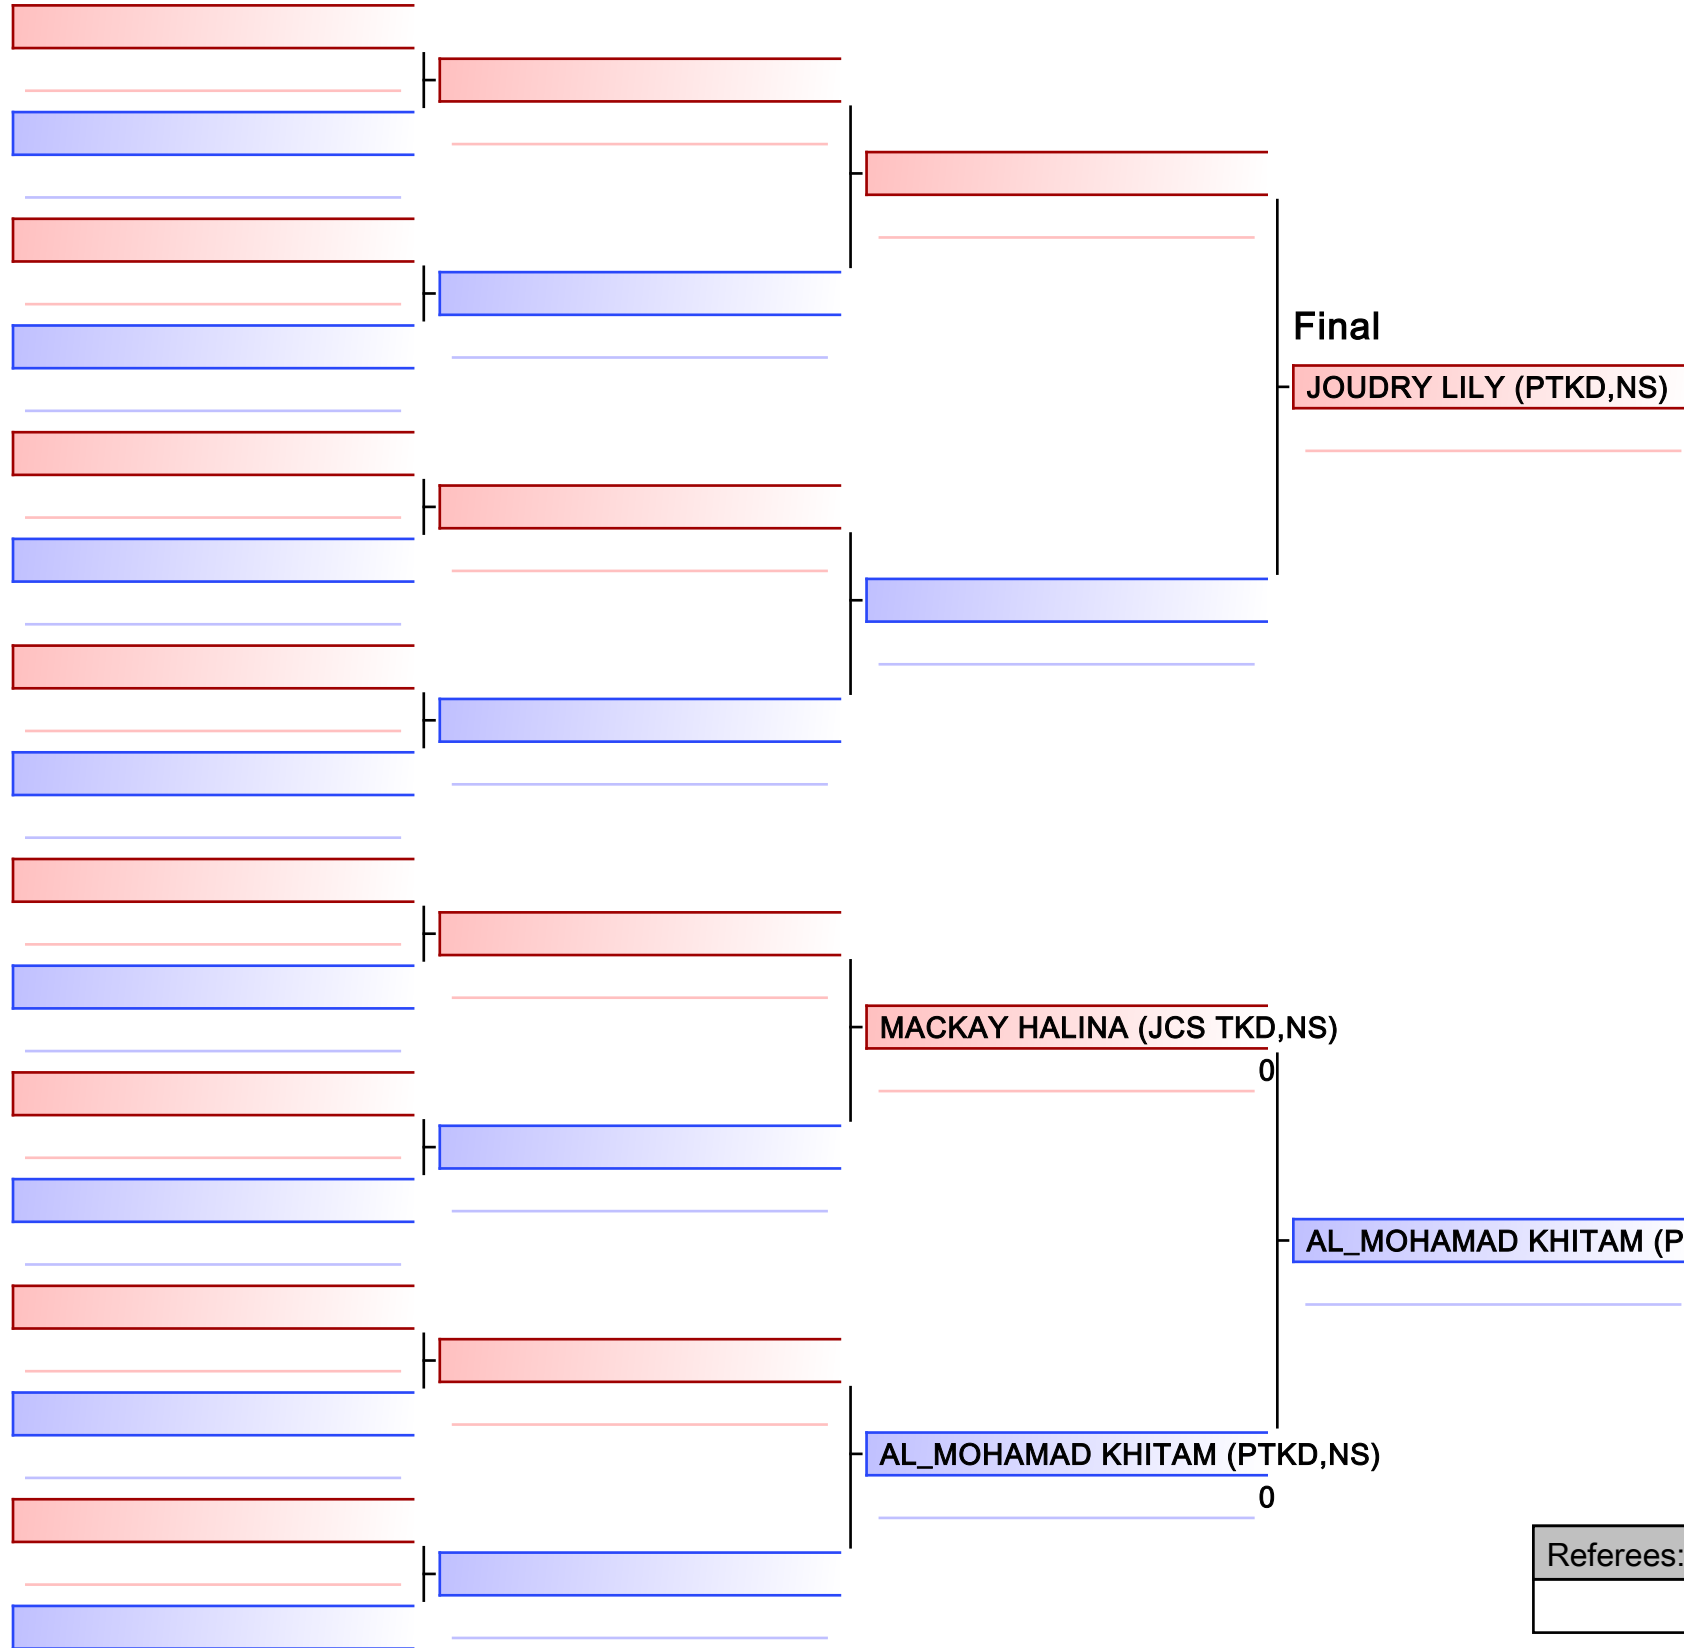 Final
JOUDRY LILY (PTKD,NS)
MACKAY HALINA (JCS TKD,NS)
0
AL_MOHAMAD KHITAM (P
AL_MOHAMAD KHITAM (PTKD,NS)
0
Referees: